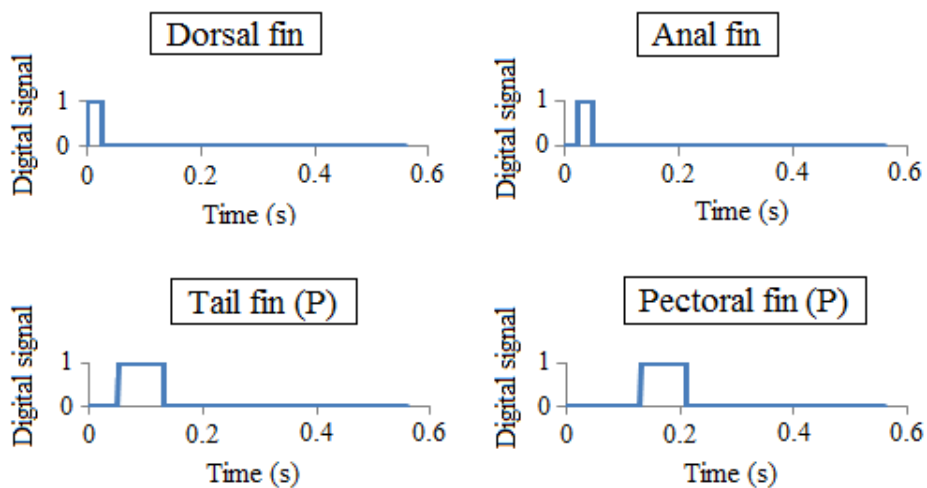 Dorsal fin
Digital signal
1
0
0
0.2
0.4
0.6
Time (s)
Anal fin
Digital signal
1
0
0
0.2
0.4
0.6
Time (s)
Tail fin (P)
Digital signal
1
0
0
0.2
0.4
0.6
Time (s)
Pectoral fin (P)
Digital signal
1
0
0
0.2
0.4
0.6
Time (s)